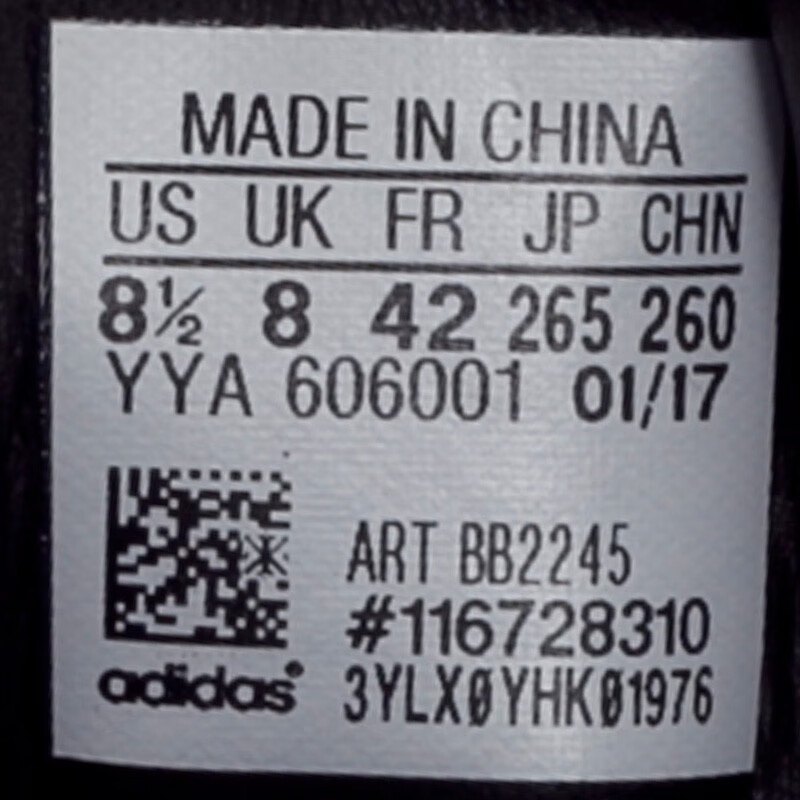 MADE IN CHINA
US UK FR JP CHN
8½ 8 42 265 260
YYA 606001 01/17
ART BB2245
#116728310
adidas® 3YLX0YHK01976